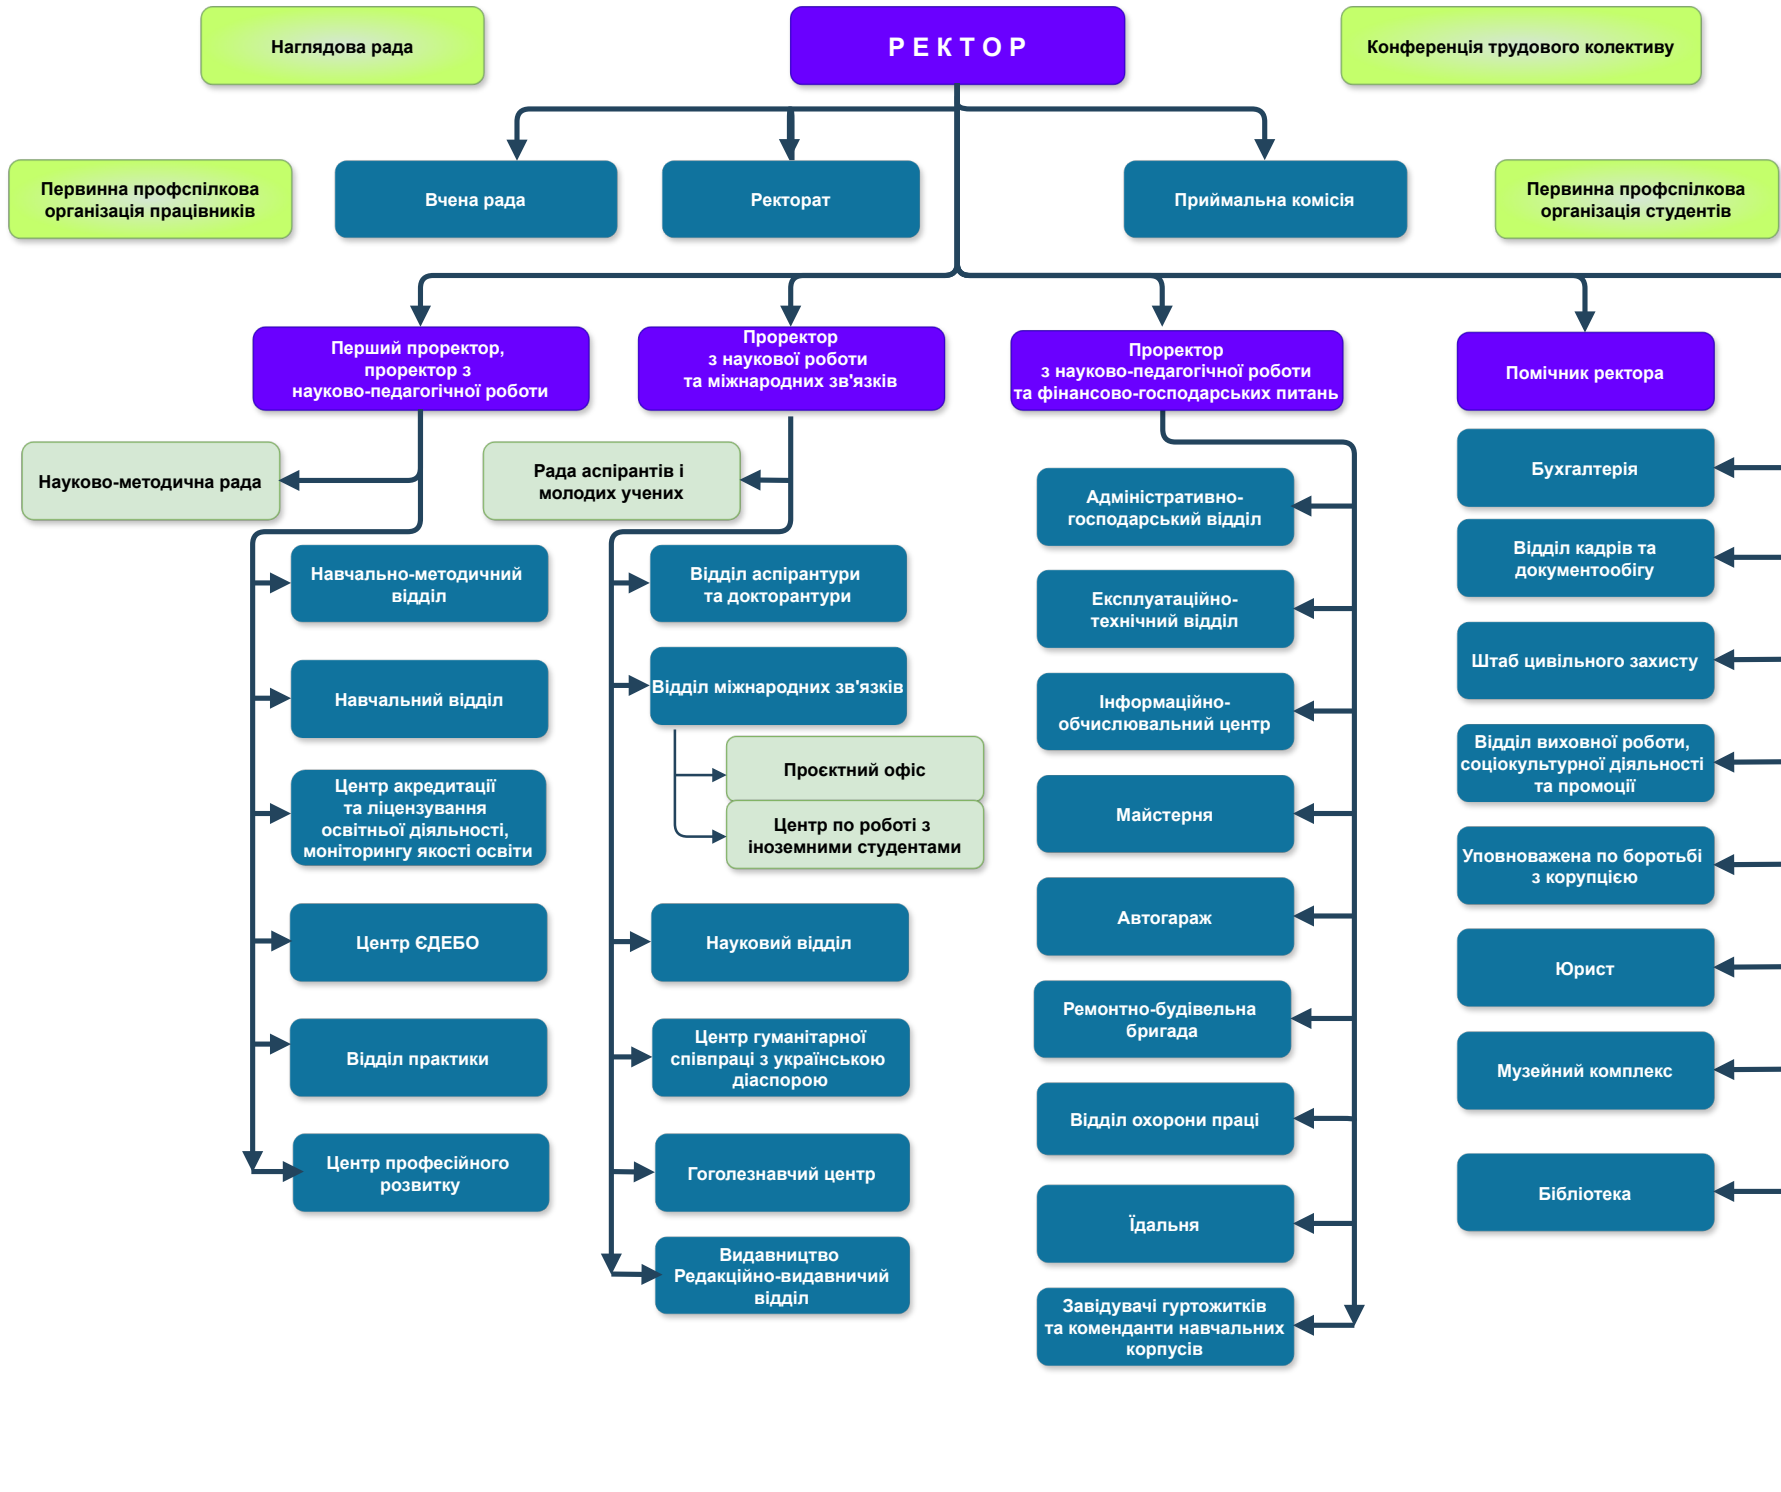 Наглядова рада
РЕКТОР
Конференція трудового колективу
Первинна профспілкова
організація працівників
Вчена рада
Ректорат
Приймальна комісія
Первинна профспілкова
організація студентів
Перший проректор,
проректор з
науково-педагогічної роботи
Проректор
з наукової роботи
та міжнародних зв'язків
Проректор
з науково-педагогічної роботи
та фінансово-господарських питань
Помічник ректора
Науково-методична рада
Навчально-методичний
відділ
Навчальний відділ
Центр акредитації
та ліцензування
освітньої діяльності,
моніторингу якості освіти
Центр ЄДЕБО
Відділ практики
Центр професійного
розвитку
Рада аспірантів і
молодих учених
Відділ аспірантури
та докторантури
Відділ міжнародних зв'язків
Проєктний офіс
Центр по роботі з
іноземними студентами
Науковий відділ
Центр гуманітарної
співпраці з українською
діаспорою
Гоголезнавчий центр
Видавництво
Редакційно-видавничий
відділ
Адміністративно-
господарський відділ
Експлуатаційно-
технічний відділ
Інформаційно-
обчислювальний центр
Майстерня
Автогараж
Ремонтно-будівельна
бригада
Відділ охорони праці
Їдальня
Завідувачі гуртожитків
та коменданти навчальних
корпусів
Бухгалтерія
Відділ кадрів та
документообігу
Штаб цивільного захисту
Відділ виховної роботи,
соціокультурної діяльності
та промоції
Уповноважена по боротьбі
з корупцією
Юрист
Музейний комплекс
Бібліотека